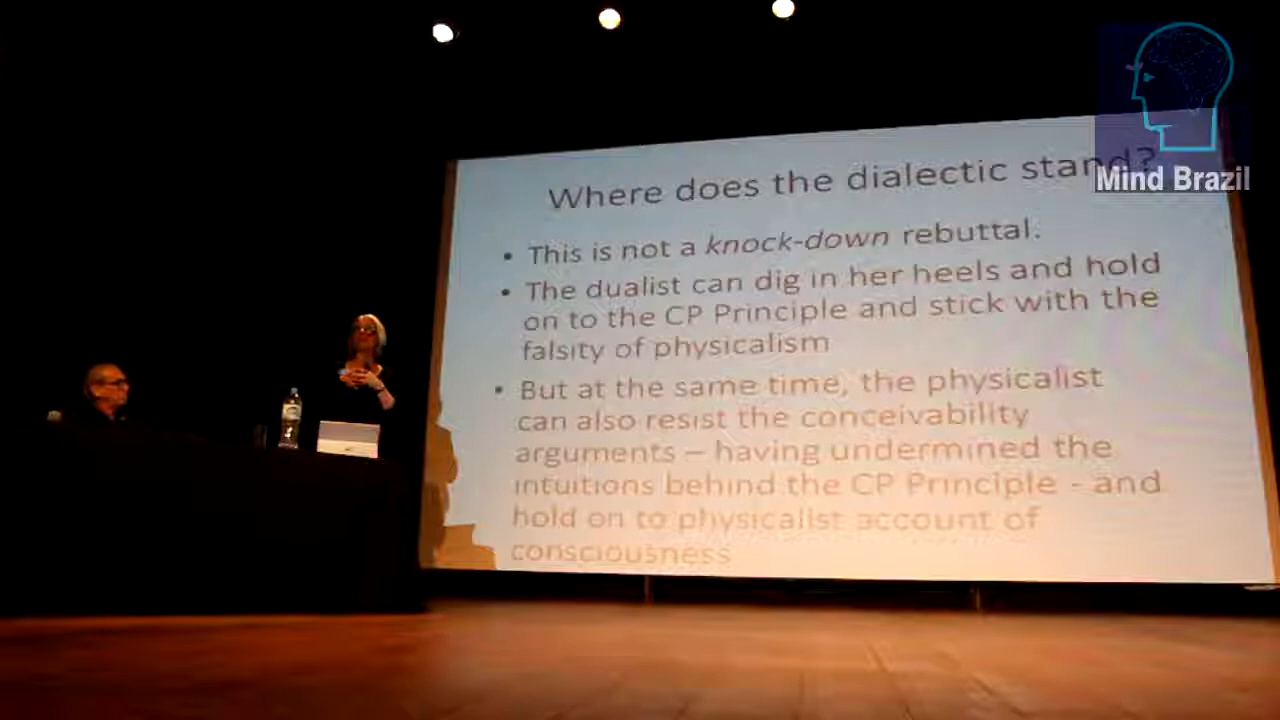 Where does the dialectic stand?
Mind Brazil
• This is not a knock-down rebuttal.
• The dualist can dig in her heels and hold
on to the CP Principle and stick with the
falsity of physicalism
• But at the same time, the physicalist
can also resist the conceivability
arguments – having undermined the
intuitions behind the CP Principle - and
hold on to physicalist account of
consciousness